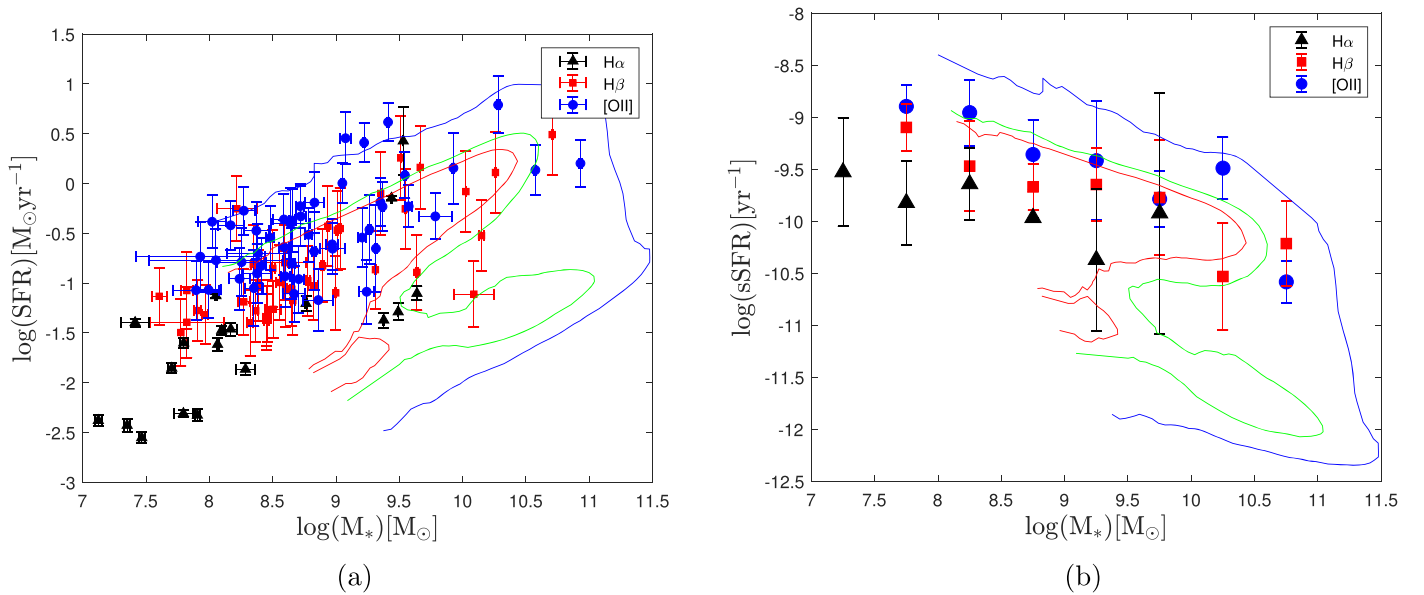 1.5
1
0.5
0
-0.5
-1
-1.5
-2
-2.5
-3
7 7.5 8 8.5 9 9.5 10 10.5 11 11.5
log(SFR)[M⊙yr⁻¹]
log(M*)[M⊙]
Hα
Hβ
[OII]
(a)
-8
-8.5
-9
-9.5
-10
-10.5
-11
-11.5
-12
-12.5
7 7.5 8 8.5 9 9.5 10 10.5 11 11.5
log(sSFR)[yr⁻¹]
log(M*)[M⊙]
Hα
Hβ
[OII]
(b)